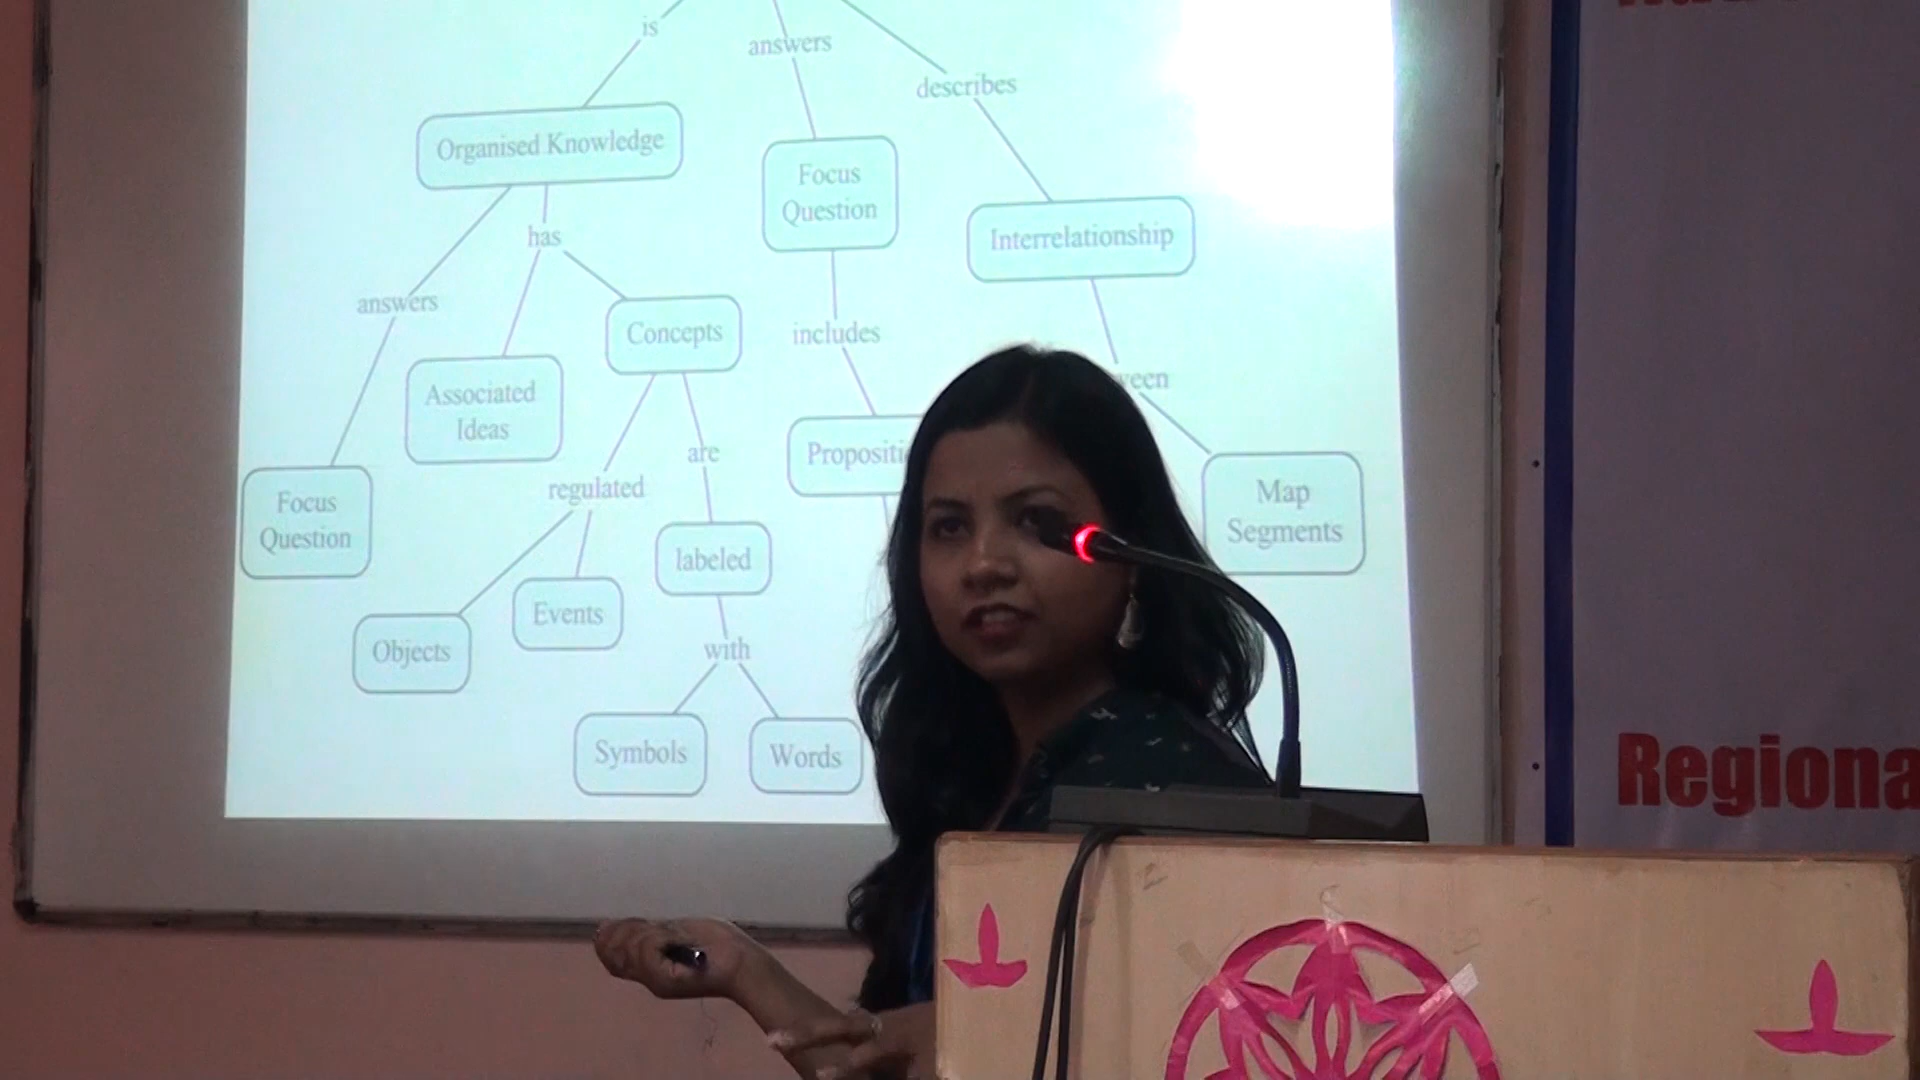 is
answers
describes
Organised Knowledge
Focus
Question
Interrelationship
has
answers
Concepts
includes
Associated
Ideas
are
regulated
Map
Segments
Focus
Question
labeled
Events
Objects
with
Symbols
Words